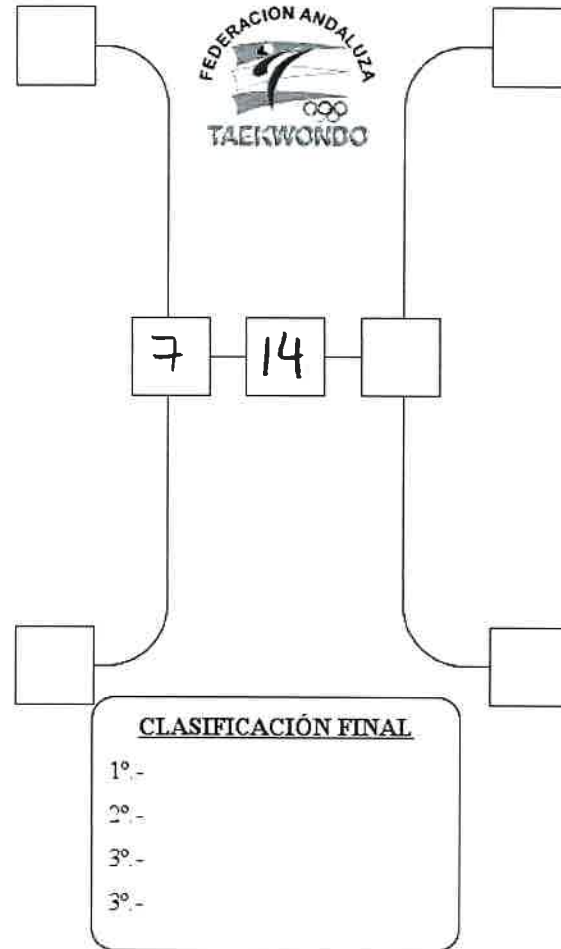 FEDERACION ANDALUZA
TAEKWONDO
7 14
CLASIFICACIÓN FINAL
1º.-
2º.-
3º.-
3º.-